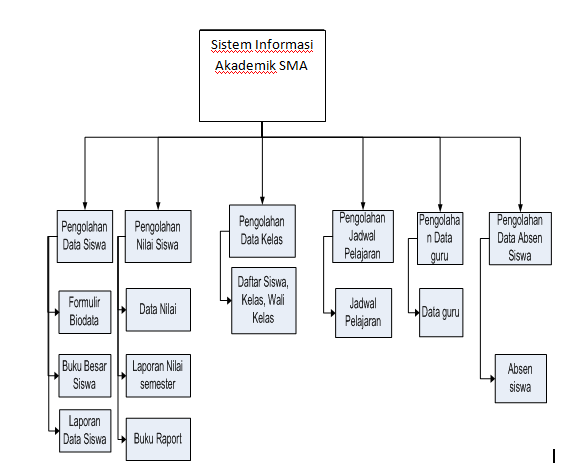 Sistem Informasi
Akademik SMA
Pengolahan
Data Siswa
Pengolahan
Nilai Siswa
Pengolahan
Data Kelas
Pengolahan
Jadwal
Pelajaran
Pengolaha
n Data
guru
Pengolahan
Data Absen
Siswa
Formulir
Biodata
Data Nilai
Daftar Siswa,
Kelas, Wali
Kelas
Jadwal
Pelajaran
Data guru
Buku Besar
Siswa
Laporan Nilai
semester
Absen
siswa
Laporan
Data Siswa
Buku Raport